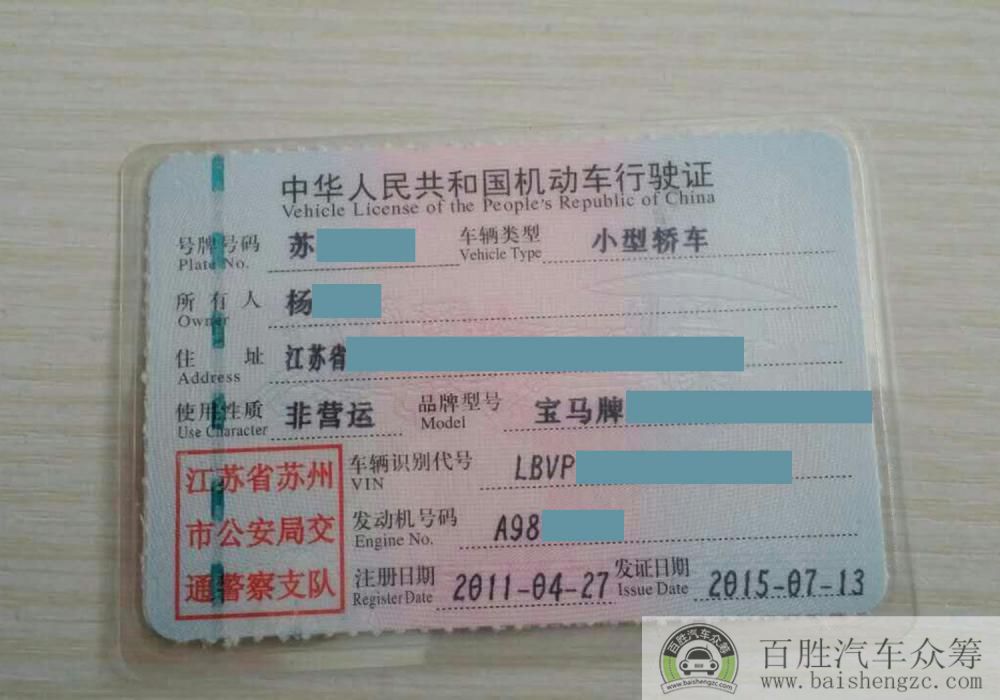 中华人民共和国机动车行驶证
Vehicle License of the People's Republic of China
号牌号码 苏 车辆类型 小型轿车
Plate No. Vehicle Type
所有人 杨
Owner
住址 江苏省
Address
使用性质 非营运 品牌型号 宝马牌
Use Character Model
江苏省苏州
市公安局交
通警察支队
车辆识别代号 LBVP
VIN
发动机号码 A98
Engine No.
注册日期 2011-04-27 发证日期 2015-07-13
Register Date Issue Date
百胜汽车众筹
www.baishengzc.com
百胜汽车众筹
www.baishengzc.com